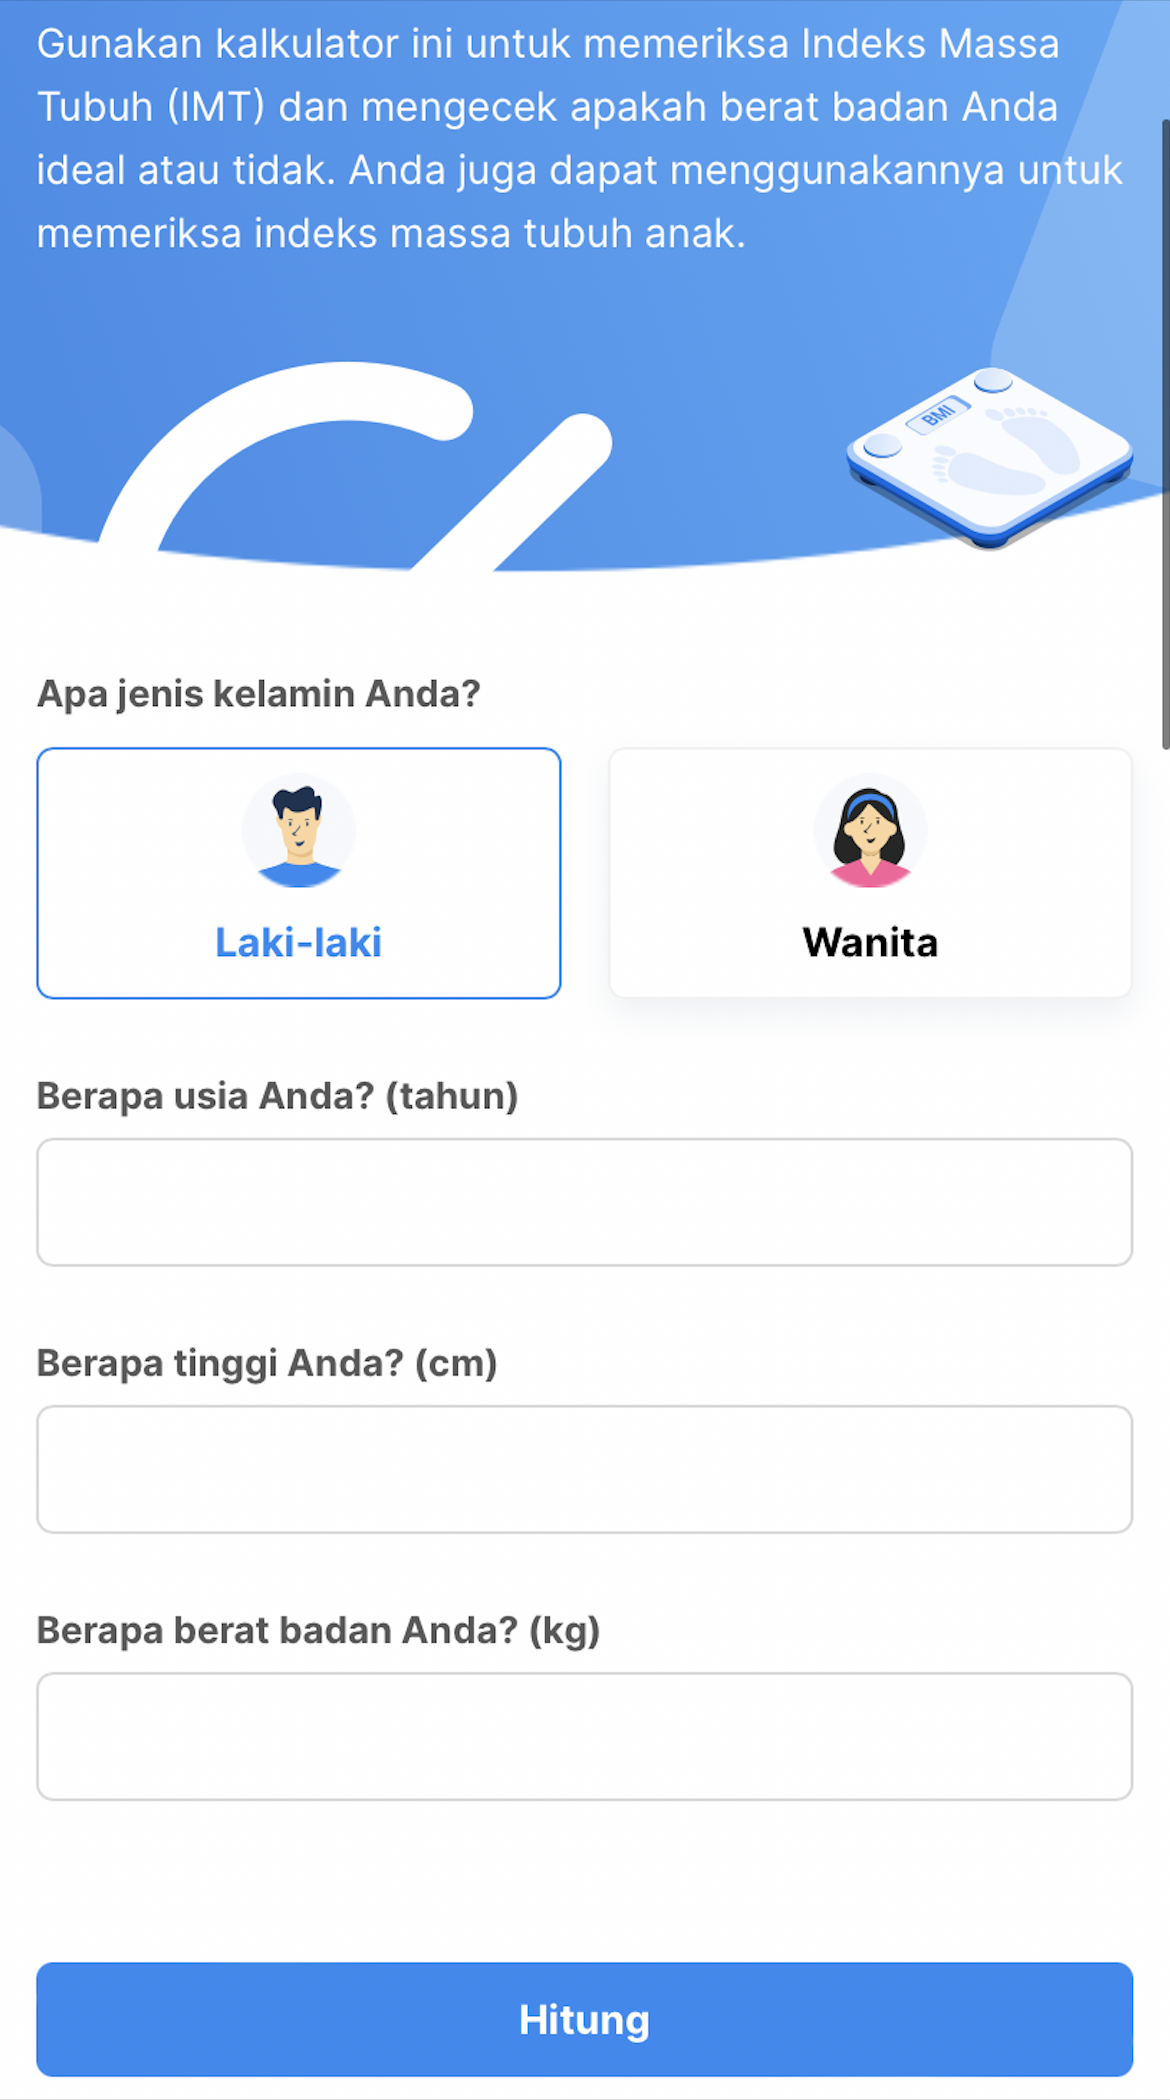 Gunakan kalkulator ini untuk memeriksa Indeks Massa
Tubuh (IMT) dan mengecek apakah berat badan Anda
ideal atau tidak. Anda juga dapat menggunakannya untuk
memeriksa indeks massa tubuh anak.
BMI
Apa jenis kelamin Anda?
Laki-laki
Wanita
Berapa usia Anda? (tahun)
Berapa tinggi Anda? (cm)
Berapa berat badan Anda? (kg)
Hitung